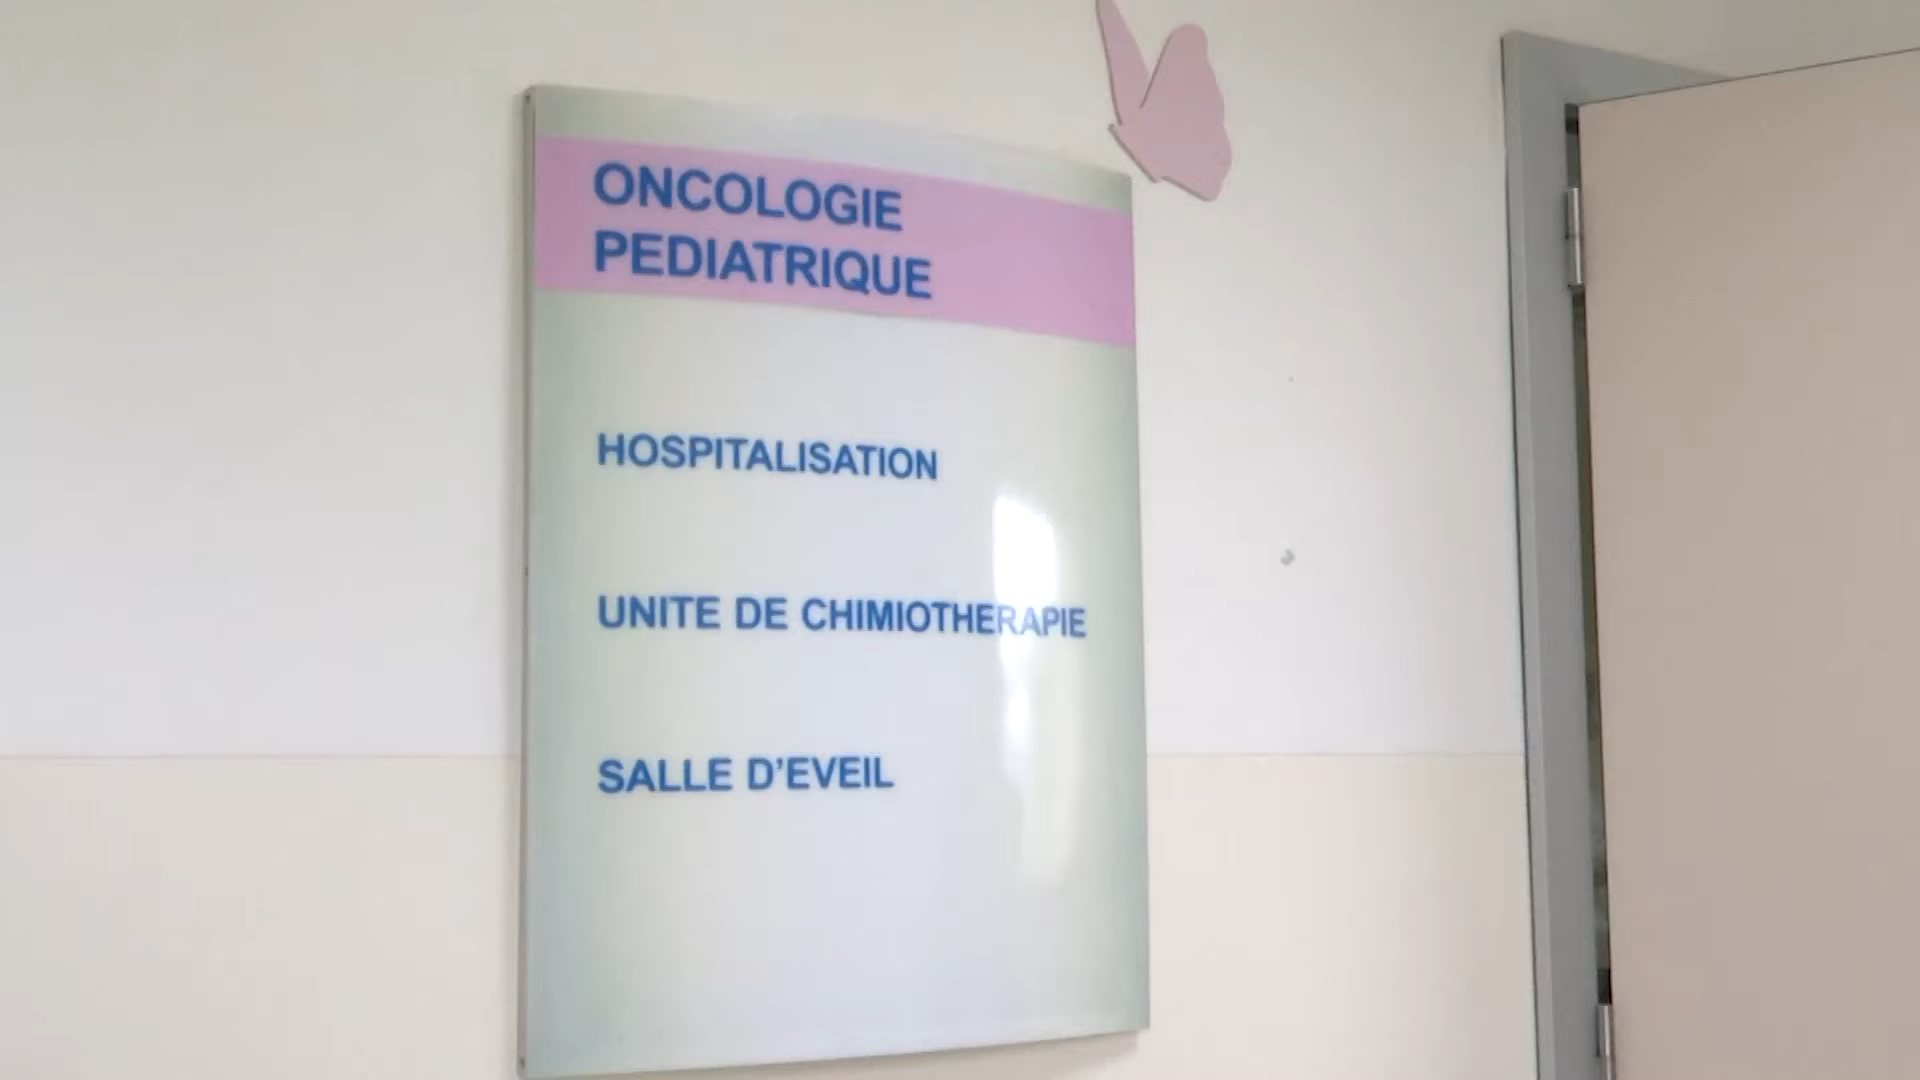 ONCOLOGIE
PEDIATRIQUE
HOSPITALISATION
UNITE DE CHIMIOTHERAPIE
SALLE D’EVEIL